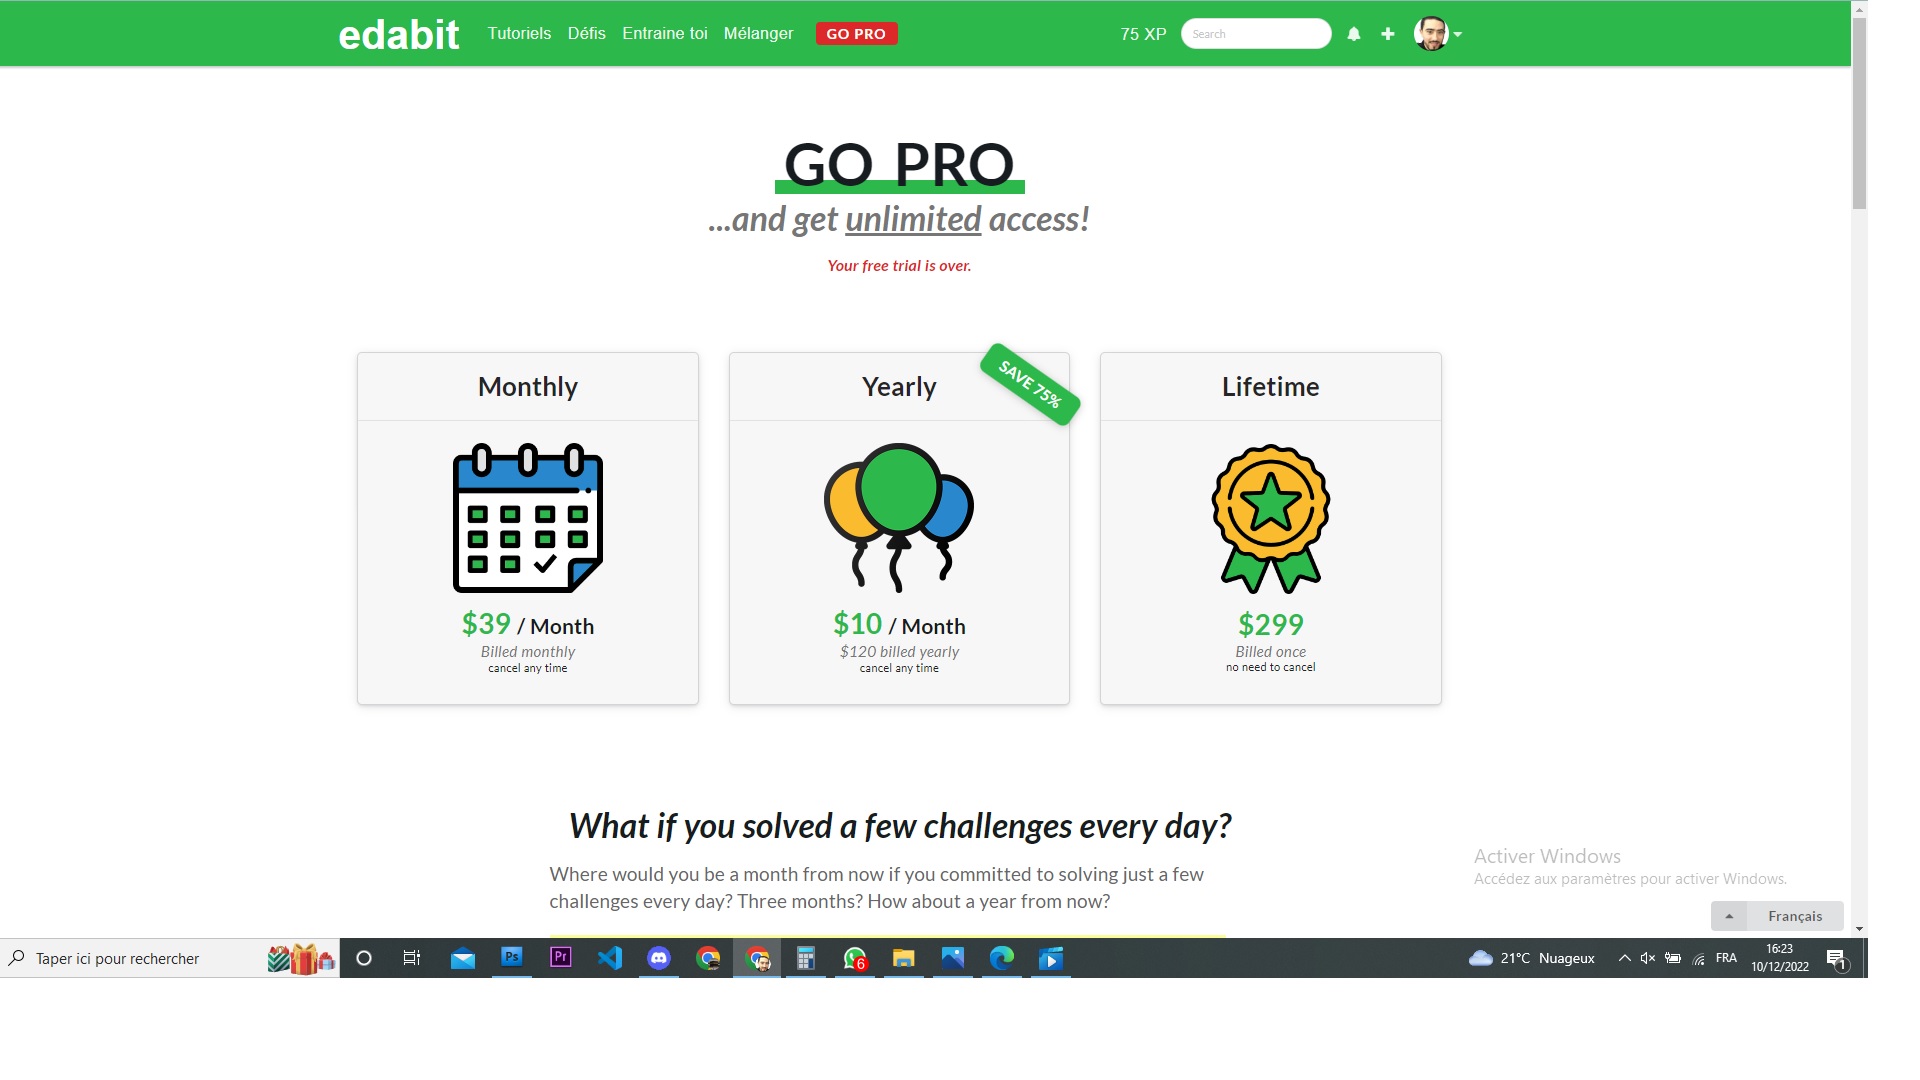 edabit Tutoriels Défis Entraine toi Mélanger GO PRO 75 XP Search
GO PRO
...and get unlimited access!
Your free trial is over.
Monthly
$39 / Month
Billed monthly
cancel any time
Yearly
SAVE 75%
$10 / Month
$120 billed yearly
cancel any time
Lifetime
$299
Billed once
no need to cancel
What if you solved a few challenges every day?
Where would you be a month from now if you committed to solving just a few
challenges every day? Three months? How about a year from now?
Activer Windows
Accédez aux paramètres pour activer Windows.
Français
Taper ici pour rechercher
Ps
Pr
6
21°C Nuageux
FRA
16:23
10/12/2022
1